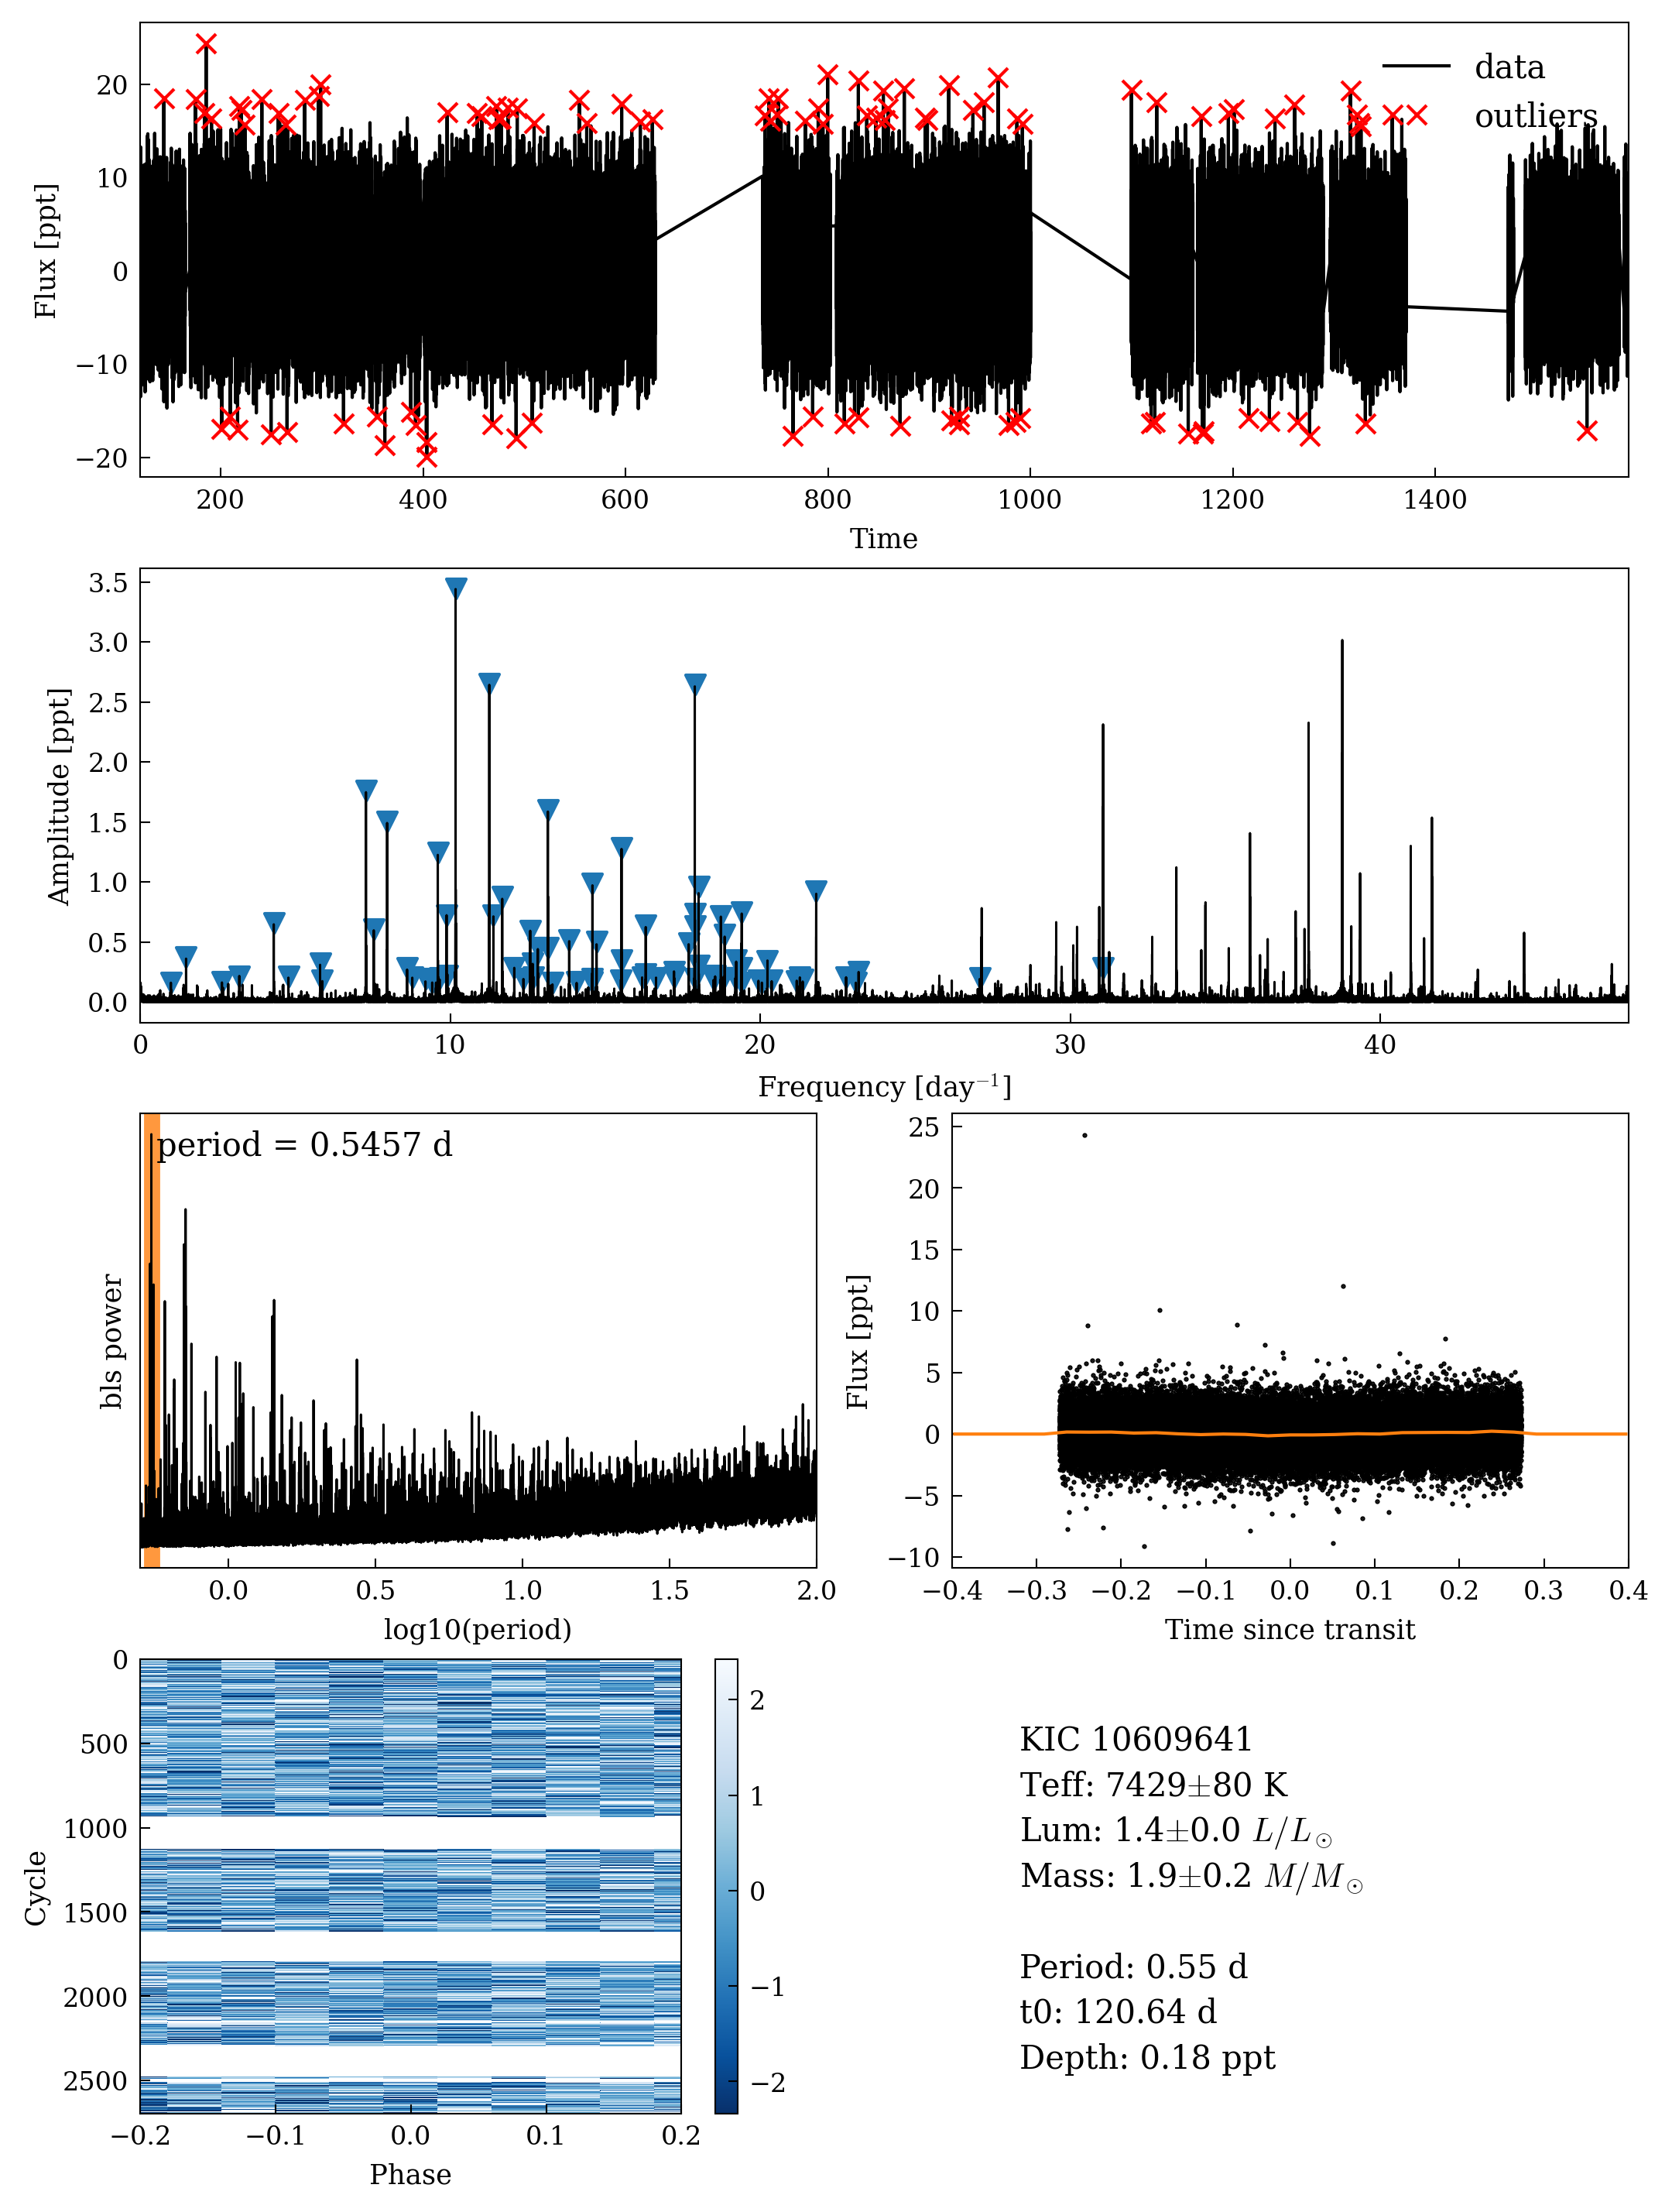 20
10
0
−10
−20
Flux [ppt]
data
outliers
200 400 600 800 1000 1200 1400
Time
3.5
3.0
2.5
2.0
1.5
1.0
0.5
0.0
Amplitude [ppt]
0 10 20 30 40
Frequency [day−1]
period = 0.5457 d
bls power
0.0 0.5 1.0 1.5 2.0
log10(period)
25
20
15
10
5
0
−5
−10
Flux [ppt]
−0.4 −0.3 −0.2 −0.1 0.0 0.1 0.2 0.3 0.4
Time since transit
0
500
1000
1500
2000
2500
Cycle
−0.2 −0.1 0.0 0.1 0.2
Phase
2
1
0
−1
−2
KIC 10609641
Teff: 7429±80 K
Lum: 1.4±0.0 L/L⊙
Mass: 1.9±0.2 M/M⊙
Period: 0.55 d
t0: 120.64 d
Depth: 0.18 ppt